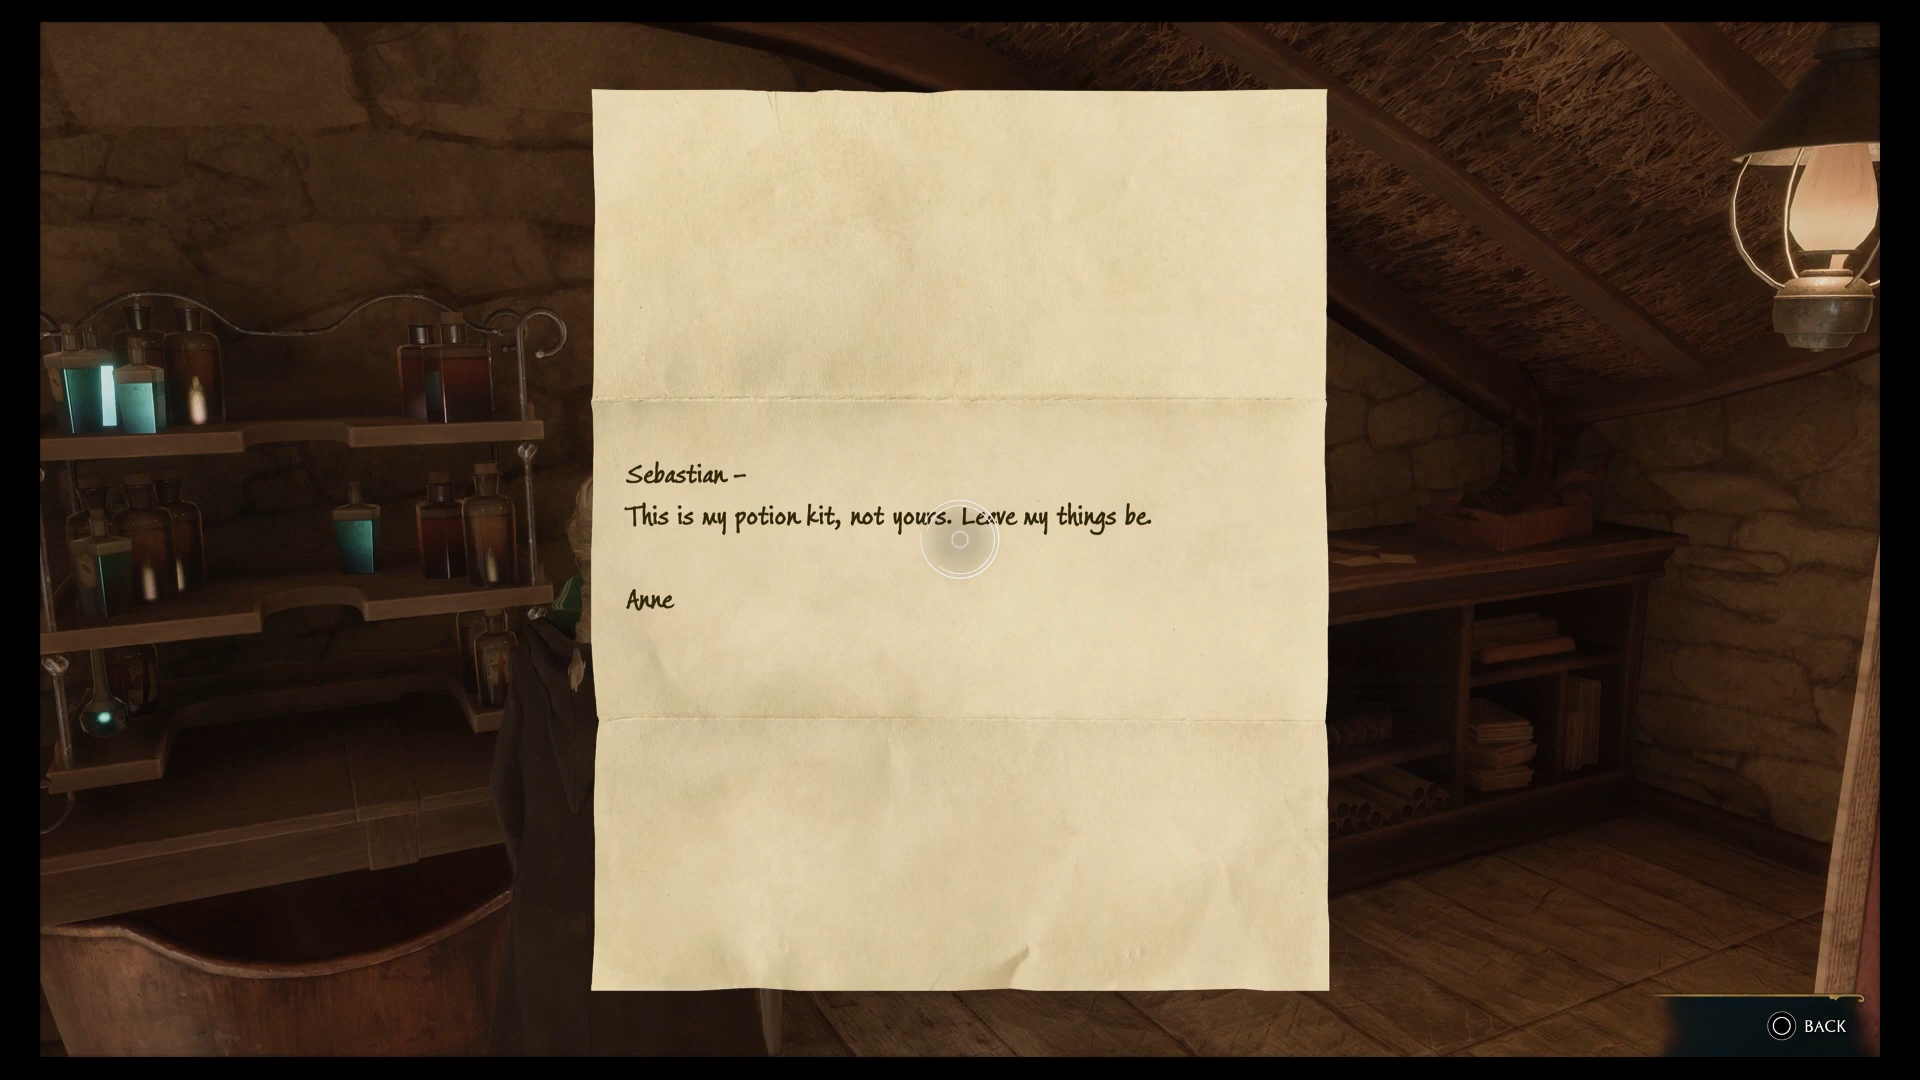 Sebastian –
This is my potion kit, not yours. Leave my things be.
Anne
BACK